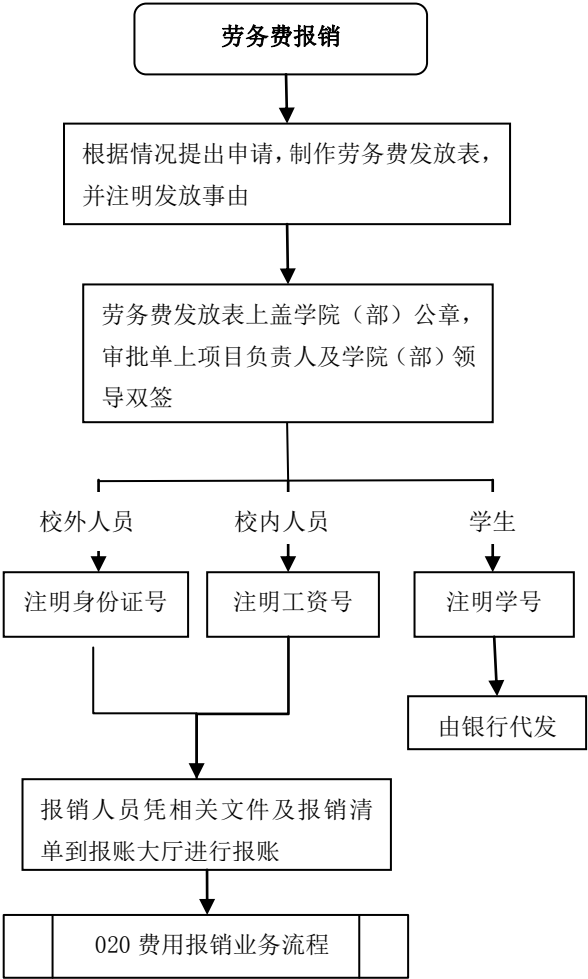 劳务费报销
根据情况提出申请，制作劳务费发放表，
并注明发放事由
劳务费发放表上盖学院（部）公章，
审批单上项目负责人及学院（部）领
导双签
校外人员
校内人员
学生
注明身份证号
注明工资号
注明学号
由银行代发
报销人员凭相关文件及报销清
单到报账大厅进行报账
020 费用报销业务流程